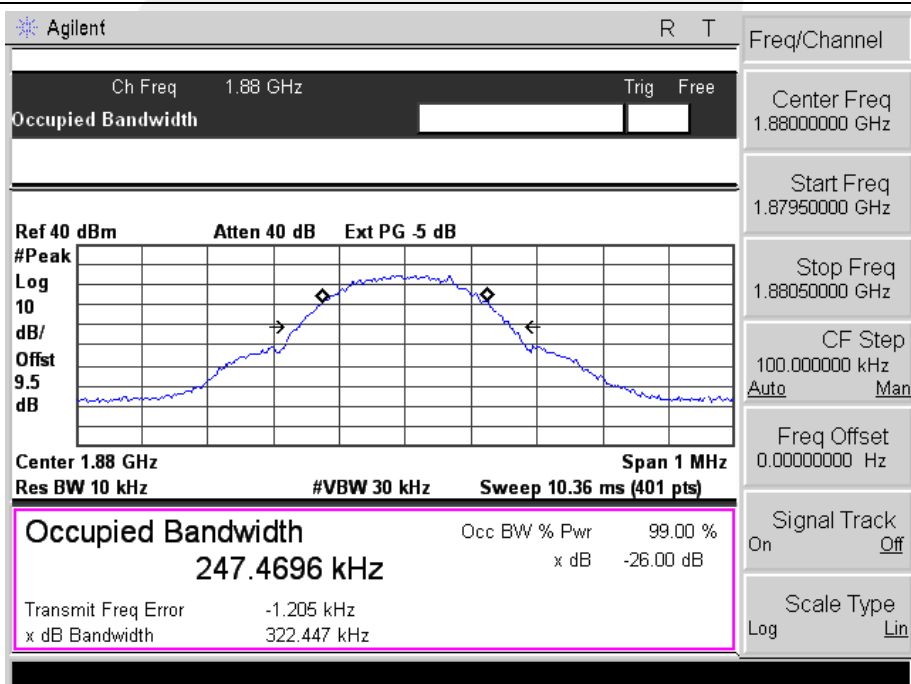 Agilent
R T
Freq/Channel
Ch Freq 1.88 GHz Trig Free
Occupied Bandwidth
Center Freq
1.88000000 GHz
Start Freq
1.87950000 GHz
Stop Freq
1.88050000 GHz
CF Step
100.000000 kHz
Auto Man
Freq Offset
0.00000000 Hz
Signal Track
On Off
Scale Type
Log Lin
Ref 40 dBm Atten 40 dB Ext PG -5 dB
#Peak
Log
10
dB/
Offst
9.5
dB
Center 1.88 GHz Span 1 MHz
Res BW 10 kHz #VBW 30 kHz Sweep 10.36 ms (401 pts)
Occupied Bandwidth
247.4696 kHz
Occ BW % Pwr 99.00 %
x dB -26.00 dB
Transmit Freq Error -1.205 kHz
x dB Bandwidth 322.447 kHz